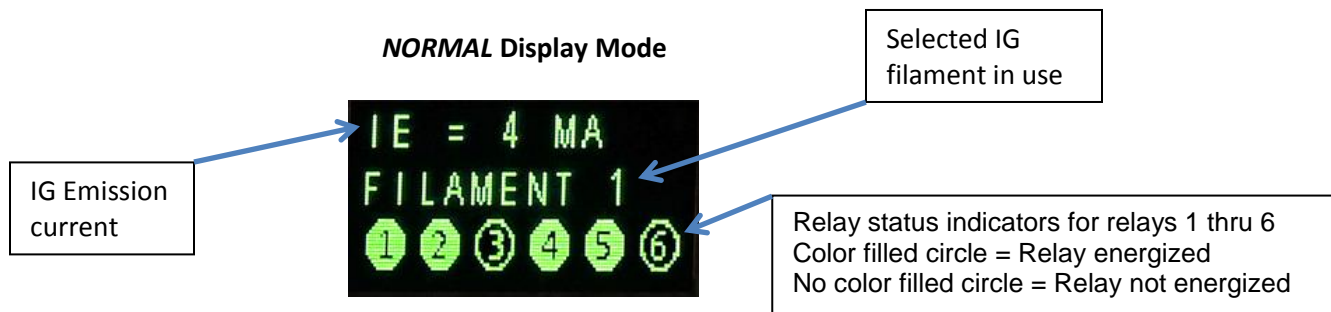 NORMAL Display Mode
Selected IG
filament in use
IE = 4 MA
FILAMENT 1
1 2 3 4 5 6
IG Emission
current
Relay status indicators for relays 1 thru 6
Color filled circle = Relay energized
No color filled circle = Relay not energized